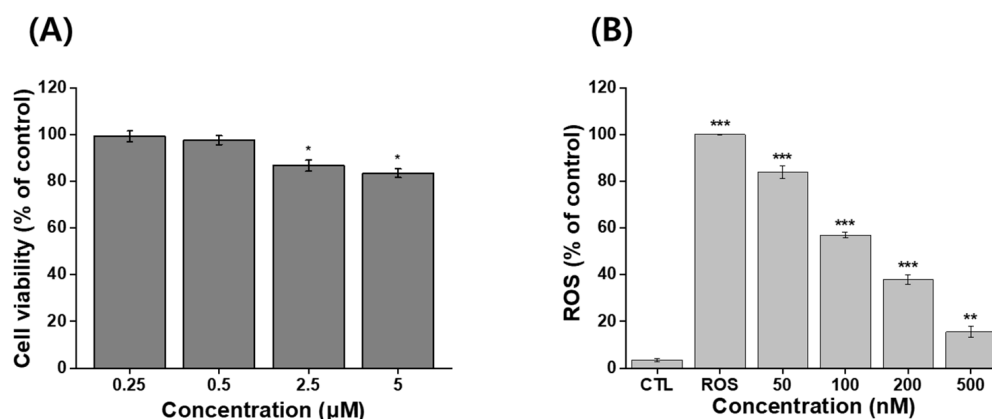 (A)
Cell viability (% of control)
120
100
80
60
40
20
0
*
*
0.25 0.5 2.5 5
Concentration (μM)
(B)
ROS (% of control)
120
100
80
60
40
20
0
***
***
***
***
**
CTL ROS 50 100 200 500
Concentration (nM)